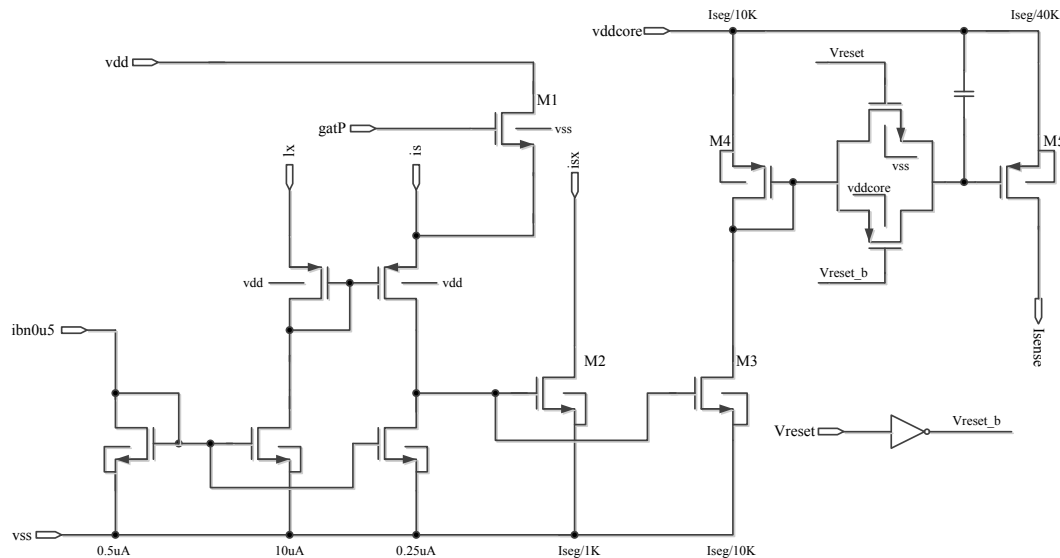 Iseg/10K
Iseg/40K
vddcore
Vreset
vdd
M1
gatP
vss
lx
is
isx
M4
M5
vss
vddcore
vdd
vdd
Vreset_b
ibn0u5
Isense
M2
M3
Vreset
Vreset_b
vss
0.5uA
10uA
0.25uA
Iseg/1K
Iseg/10K